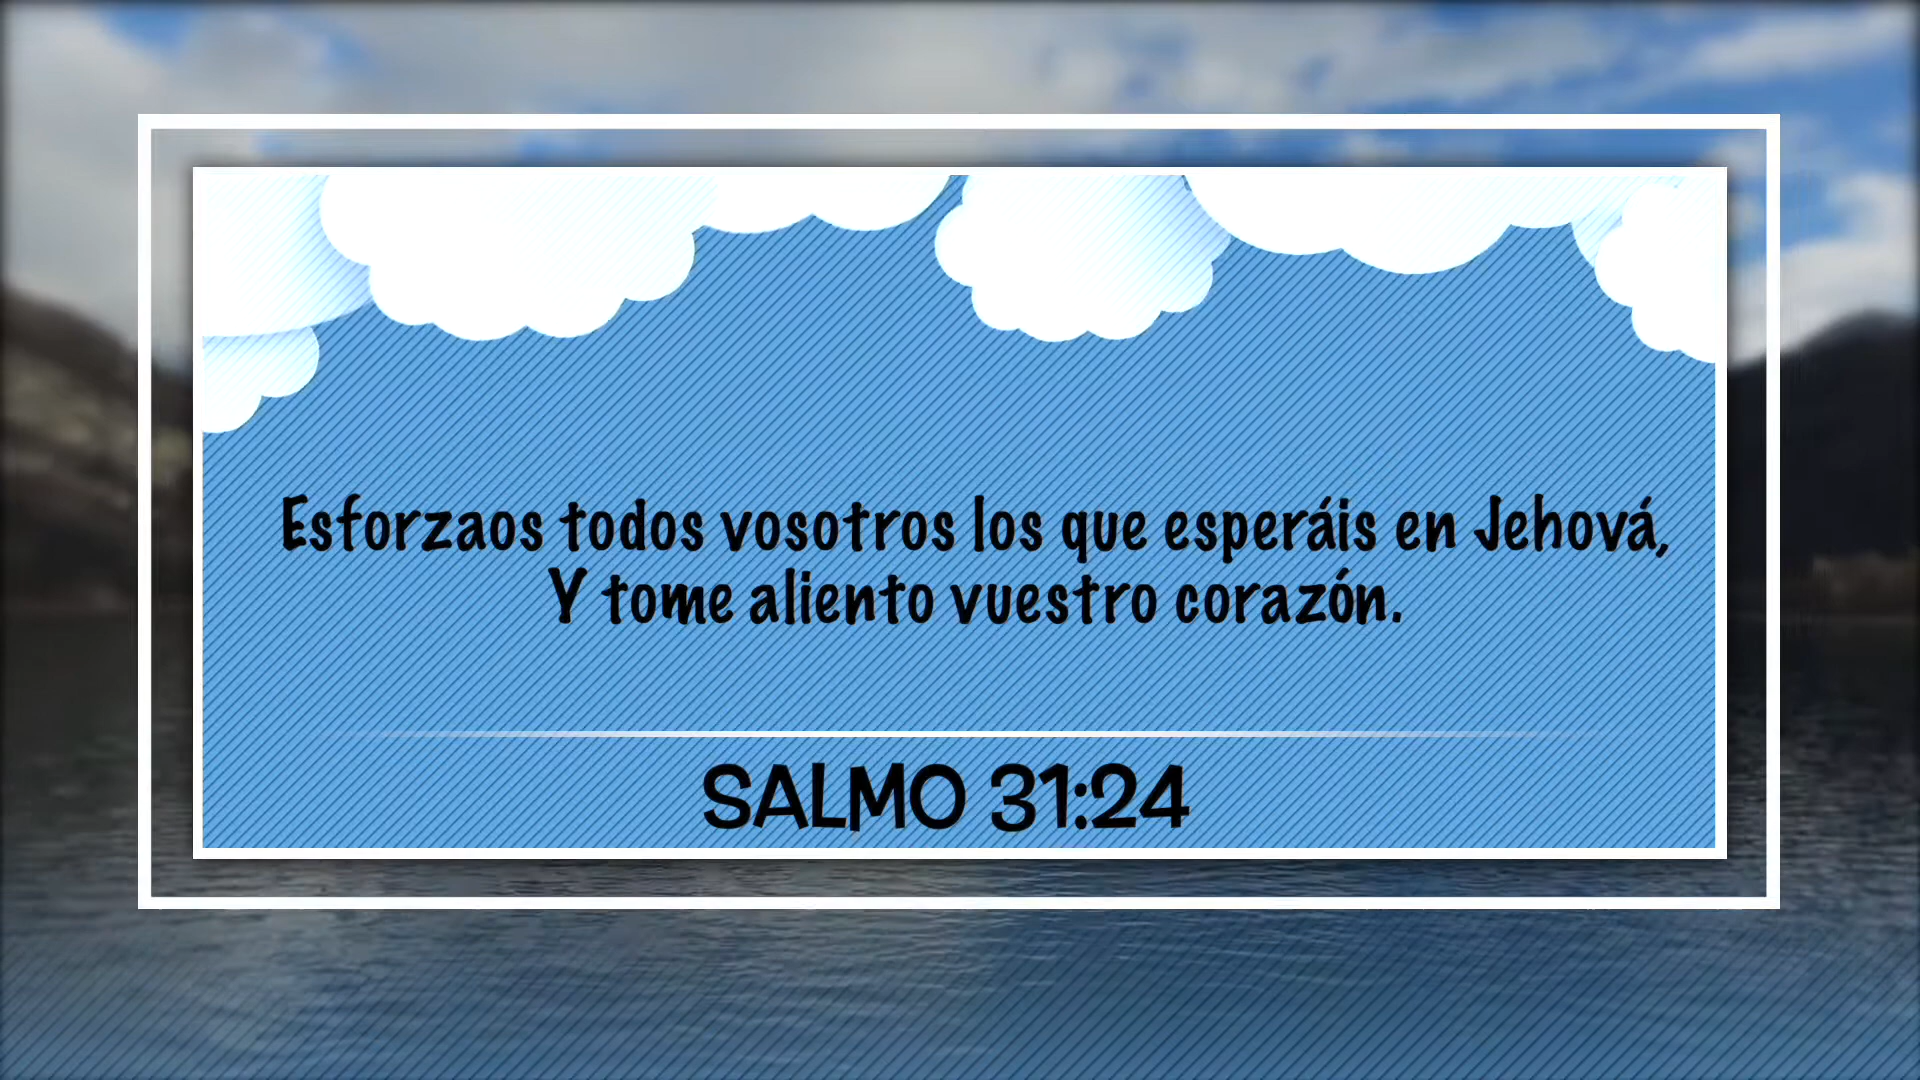 Esforzaos todos vosotros los que esperáis en Jehová,
Y tome aliento vuestro corazón.
SALMO 31:24